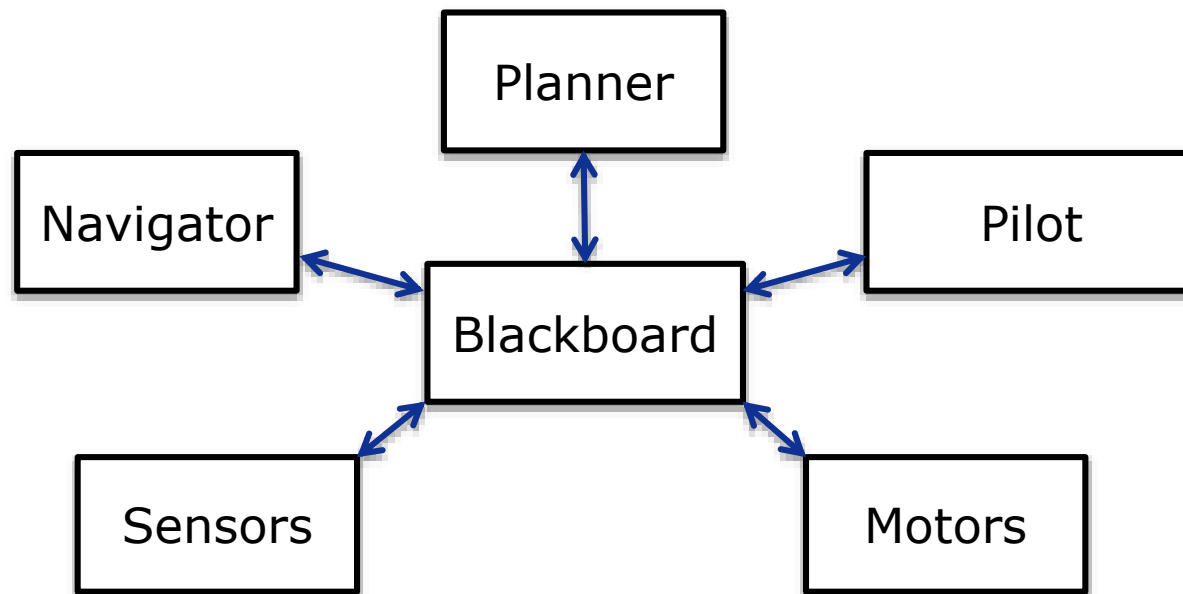 Planner
Navigator
Pilot
Blackboard
Sensors
Motors